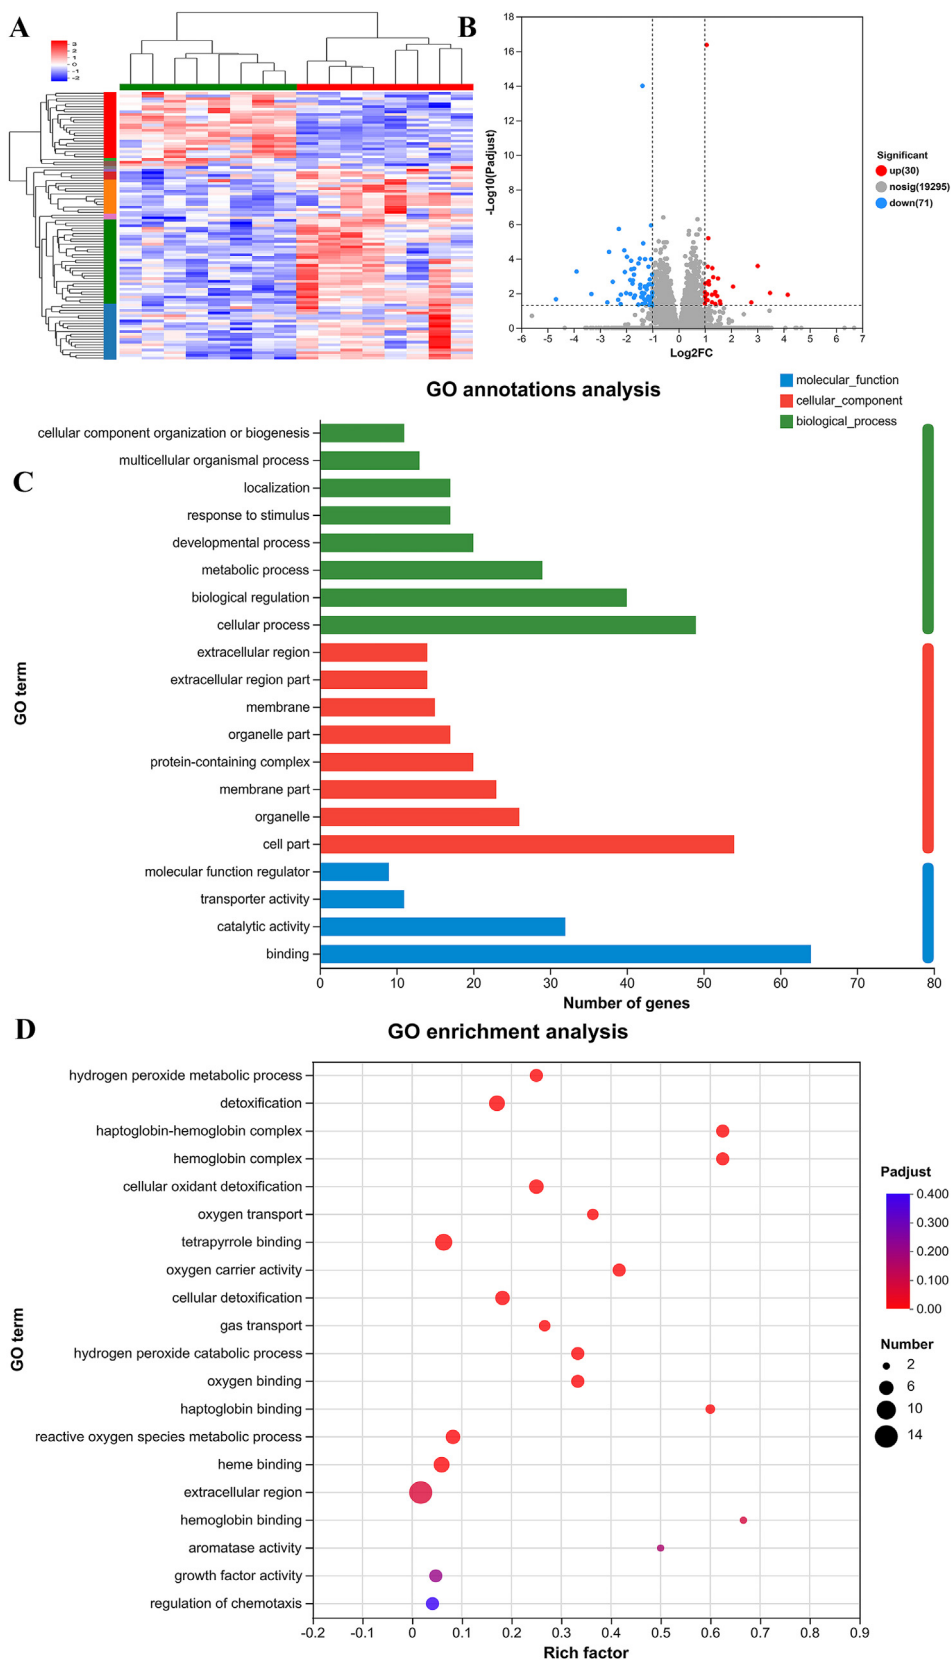 A
3
2
1
0
-1
-2
B
18
16
14
12
10
8
6
4
2
0
-Log10(Padjust)
-6 -5 -4 -3 -2 -1 0 1 2 3 4 5 6 7
Log2FC
Significant
up(30)
nosig(19295)
down(71)
GO annotations analysis
molecular_function
cellular_component
biological_process
C
GO term
cellular component organization or biogenesis
multicellular organismal process
localization
response to stimulus
developmental process
metabolic process
biological regulation
cellular process
extracellular region
extracellular region part
membrane
organelle part
protein-containing complex
membrane part
organelle
cell part
molecular function regulator
transporter activity
catalytic activity
binding
0 10 20 30 40 50 60 70 80
Number of genes
D
GO enrichment analysis
GO term
hydrogen peroxide metabolic process
detoxification
haptoglobin-hemoglobin complex
hemoglobin complex
cellular oxidant detoxification
oxygen transport
tetrapyrrole binding
oxygen carrier activity
cellular detoxification
gas transport
hydrogen peroxide catabolic process
oxygen binding
haptoglobin binding
reactive oxygen species metabolic process
heme binding
extracellular region
hemoglobin binding
aromatase activity
growth factor activity
regulation of chemotaxis
-0.2 -0.1 0 0.1 0.2 0.3 0.4 0.5 0.6 0.7 0.8 0.9
Rich factor
Padjust
0.400
0.300
0.200
0.100
0.00
Number
2
6
10
14